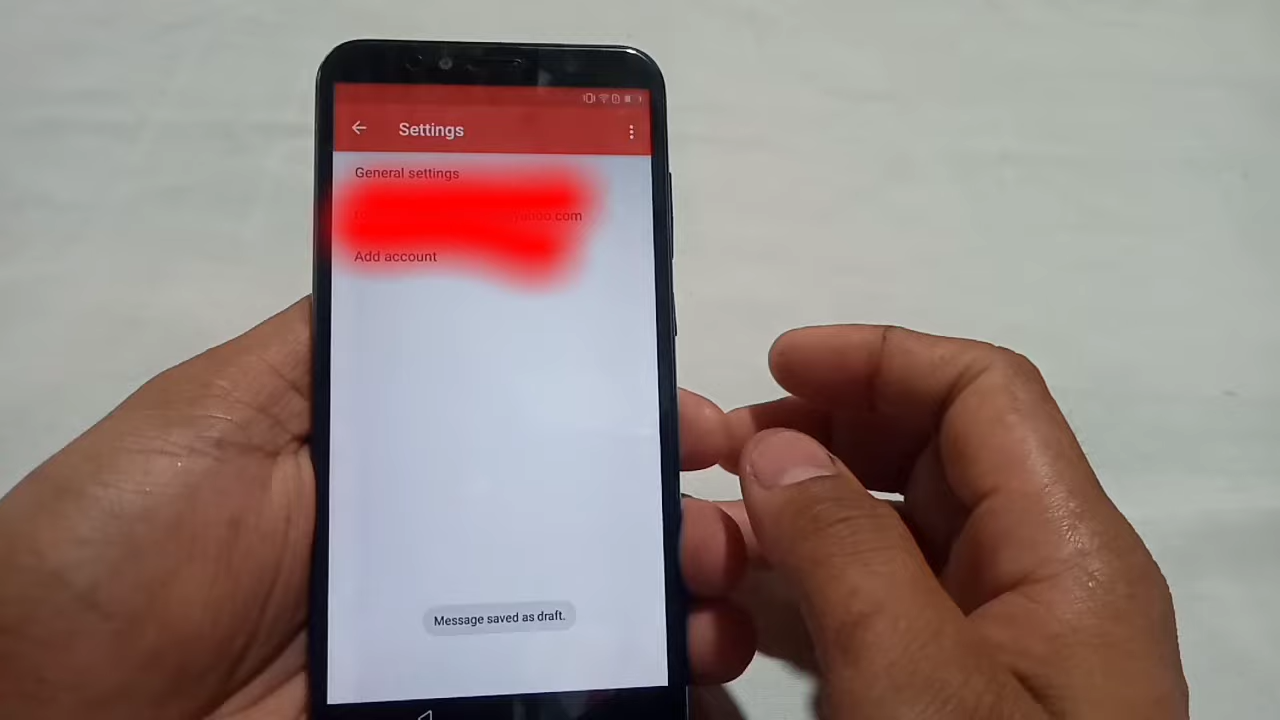 Settings
General settings
yahoo.com
Add account
Message saved as draft.